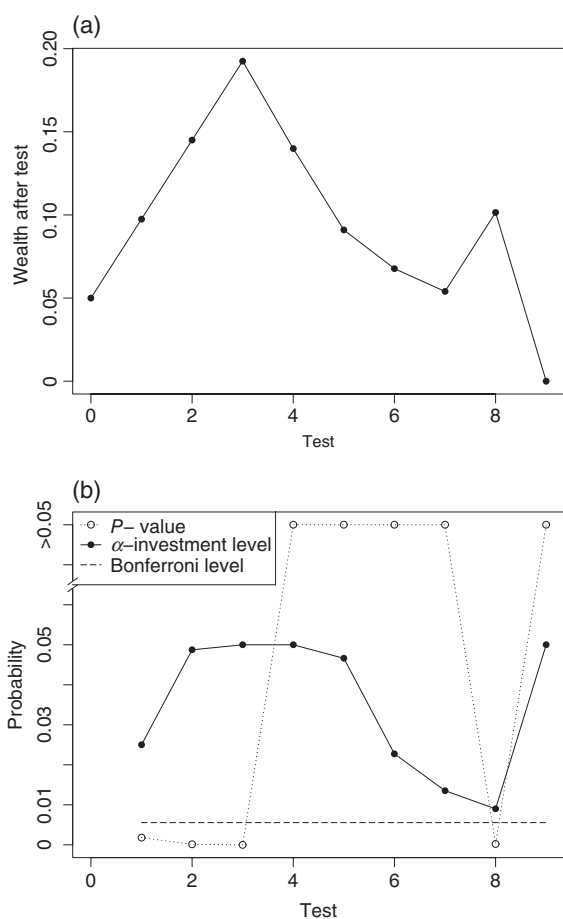 (a)
Wealth after test
0.20
0.15
0.10
0.05
0
0 2 4 6 8
Test
(b)
Probability
>0.05
0.05
0.03
0.01
0
P− value
α-investment level
Bonferroni level
0 2 4 6 8
Test